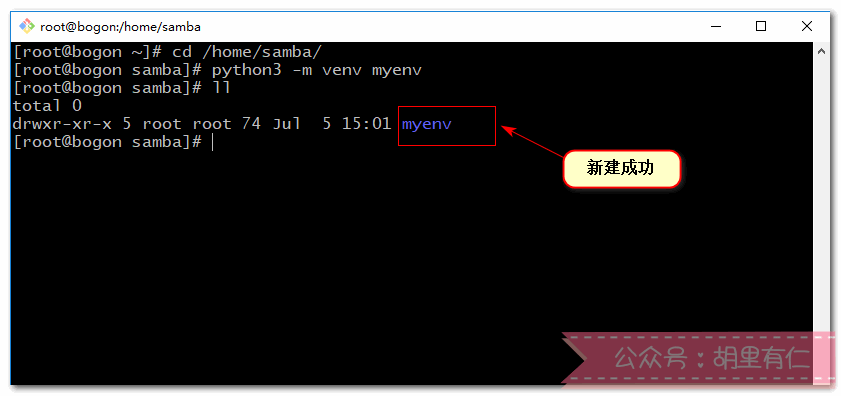 root@bogon:/home/samba
[root@bogon ~]# cd /home/samba/
[root@bogon samba]# python3 -m venv myenv
[root@bogon samba]# ll
total 0
drwxr-xr-x 5 root root 74 Jul  5 15:01 myenv
[root@bogon samba]#
新建成功
公众号：胡里有仁